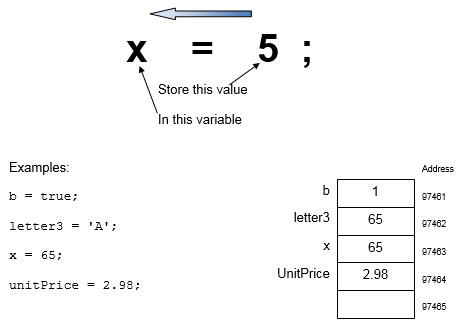 x = 5 ;
Store this value
In this variable
Examples:
b = true;
letter3 = 'A';
x = 65;
unitPrice = 2.98;
Address
b 1 97461
letter3 65 97462
x 65 97463
UnitPrice 2.98 97464
97465